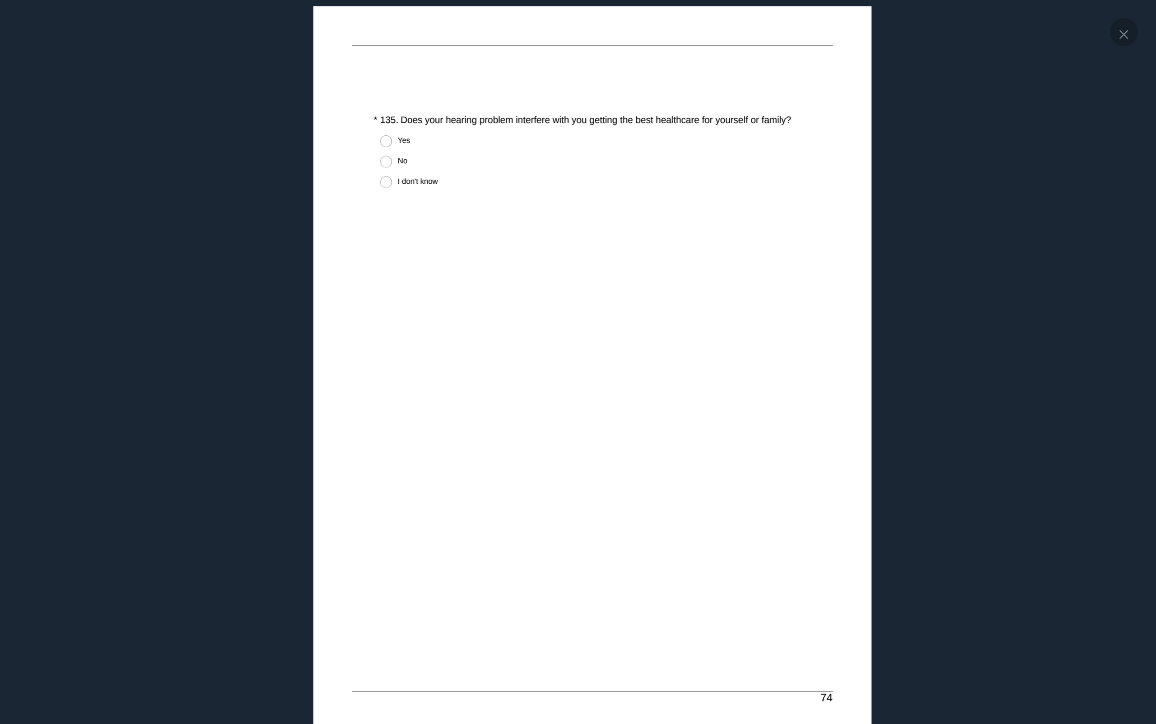 * 135. Does your hearing problem interfere with you getting the best healthcare for yourself or family?
Yes
No
I don't know
74